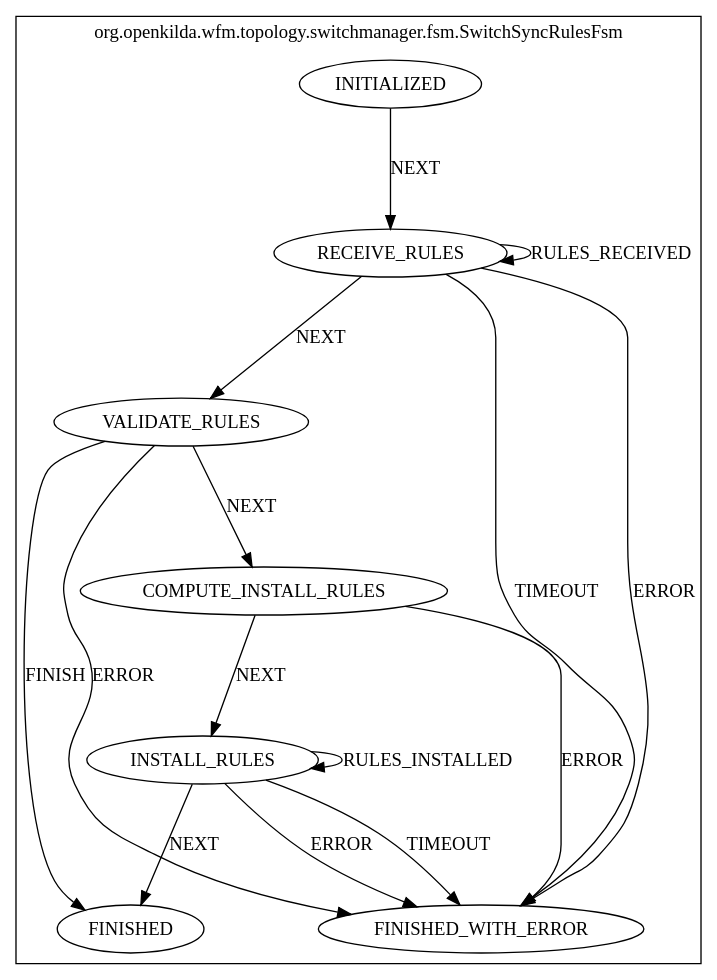 org.openkilda.wfm.topology.switchmanager.fsm.SwitchSyncRulesFsm
INITIALIZED
NEXT
RECEIVE_RULES
RULES_RECEIVED
NEXT
VALIDATE_RULES
NEXT
COMPUTE_INSTALL_RULES
TIMEOUT
ERROR
FINISH
ERROR
NEXT
INSTALL_RULES
RULES_INSTALLED
ERROR
NEXT
ERROR
TIMEOUT
FINISHED
FINISHED_WITH_ERROR